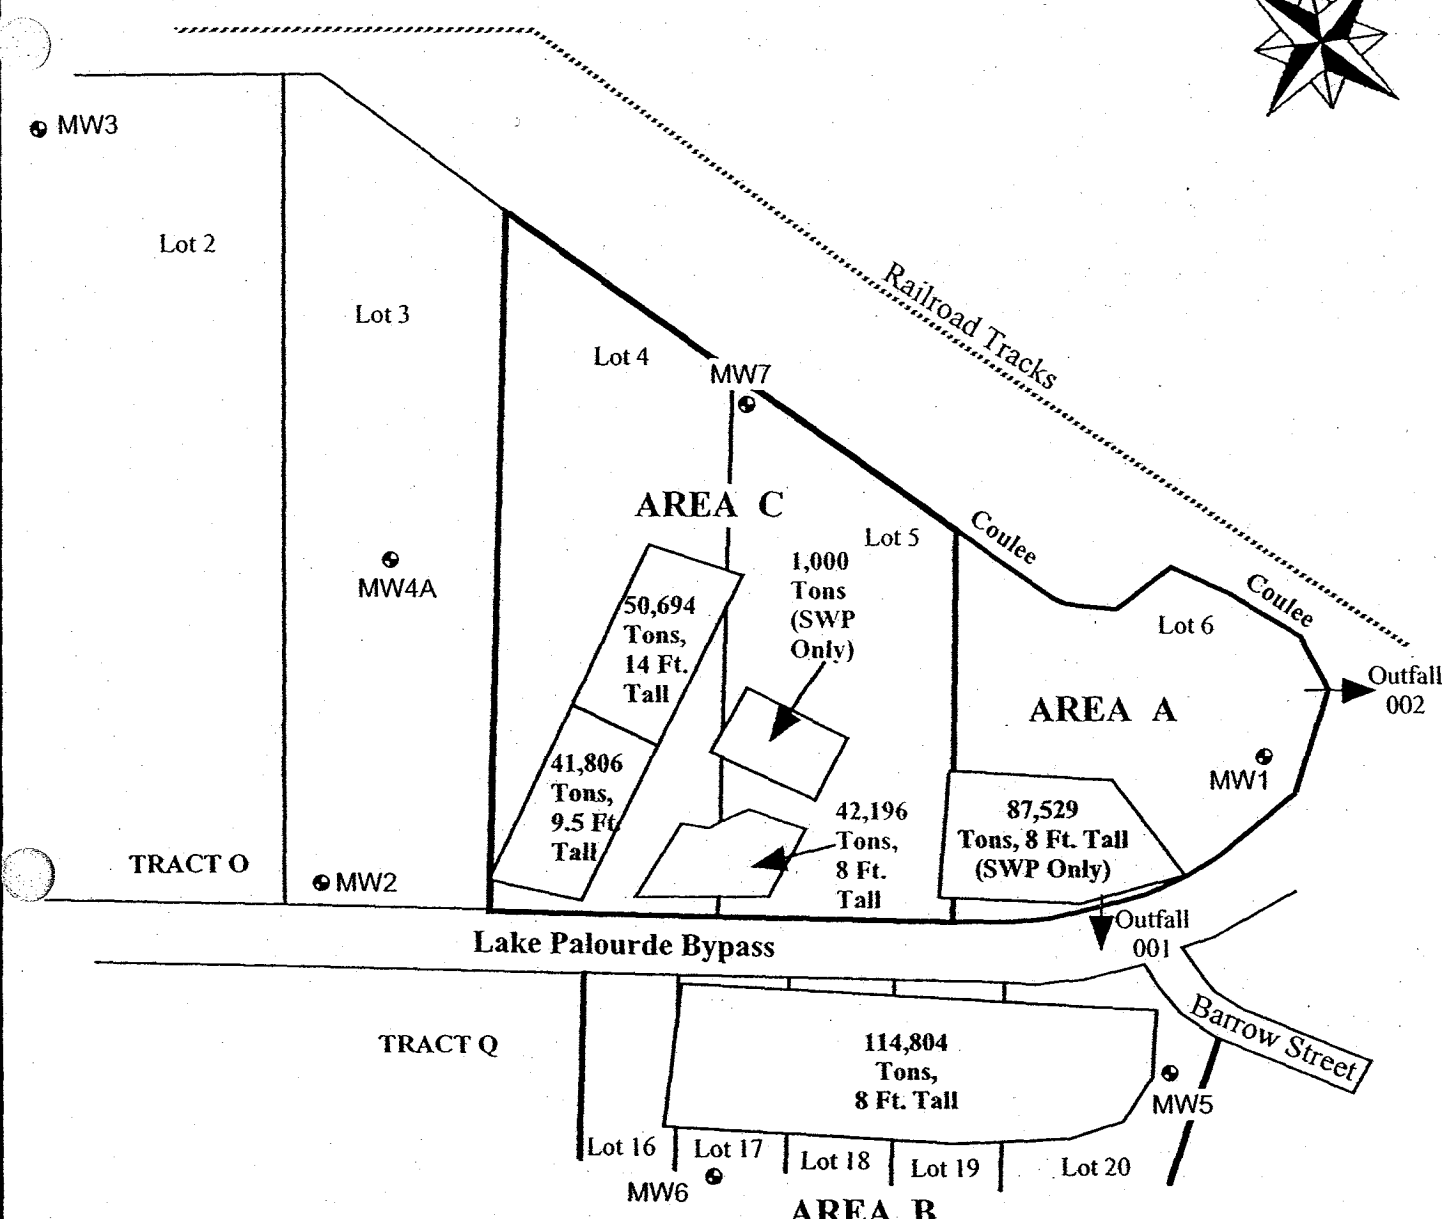 MW3
Lot 2
Lot 3
Railroad Tracks
Lot 4
MW7
AREA C
Lot 5
Coulee
Coulee
1,000
Tons
(SWP
Only)
MW4A
50,694
Tons,
14 Ft.
Tall
Lot 6
Outfall
002
AREA A
MW1
41,806
Tons,
9.5 Ft.
Tall
42,196
Tons,
8 Ft.
Tall
87,529
Tons, 8 Ft. Tall
(SWP Only)
TRACT O
MW2
Outfall
001
Lake Palourde Bypass
Barrow Street
TRACT Q
114,804
Tons,
8 Ft. Tall
MW5
Lot 16
Lot 17
Lot 18
Lot 19
Lot 20
MW6
AREA B